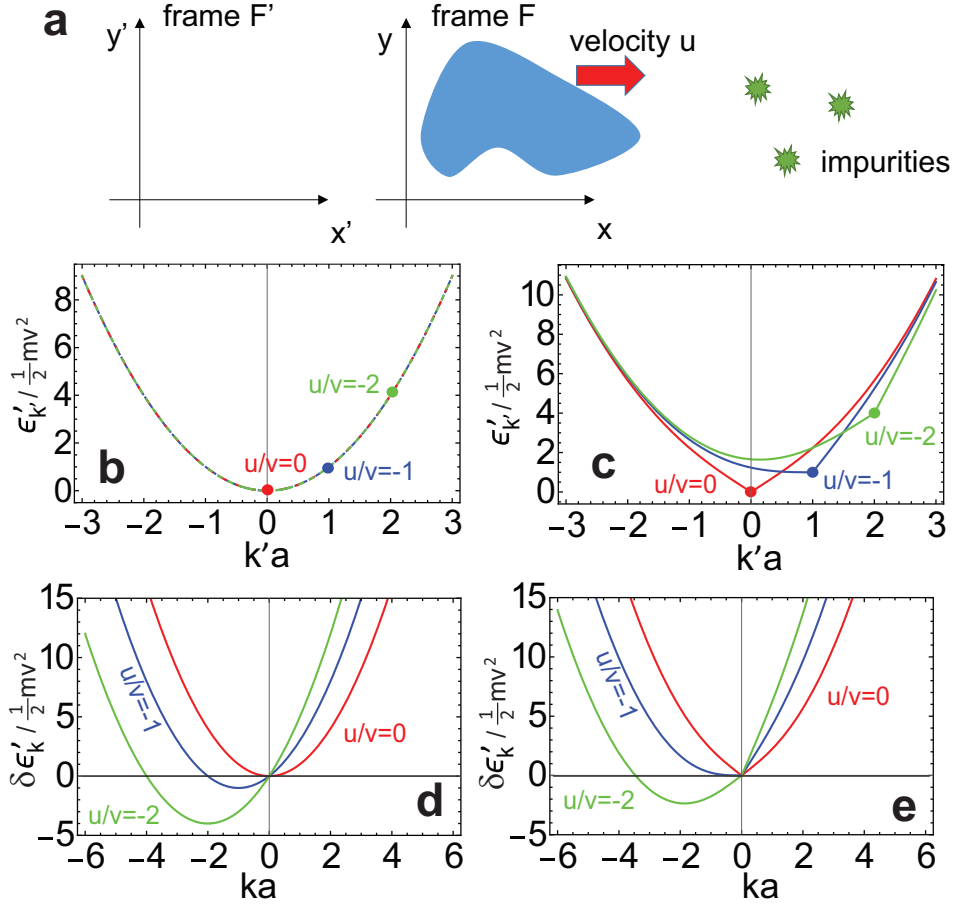 a
frame F’
y’
x’
frame F
y
x
velocity u
impurities
b
ϵ′k′ / ½mv²
0
2
4
6
8
−3 −2 −1 0 1 2 3
k′a
u/v=0
u/v=-1
u/v=-2
c
ϵ′k′ / ½mv²
0
2
4
6
8
10
−3 −2 −1 0 1 2 3
k′a
u/v=0
u/v=-1
u/v=-2
d
δϵ′k / ½mv²
−5
0
5
10
15
−6 −4 −2 0 2 4 6
ka
u/v=-1
u/v=0
u/v=-2
e
δϵ′k / ½mv²
−5
0
5
10
15
−6 −4 −2 0 2 4 6
ka
u/v=-1
u/v=0
u/v=-2